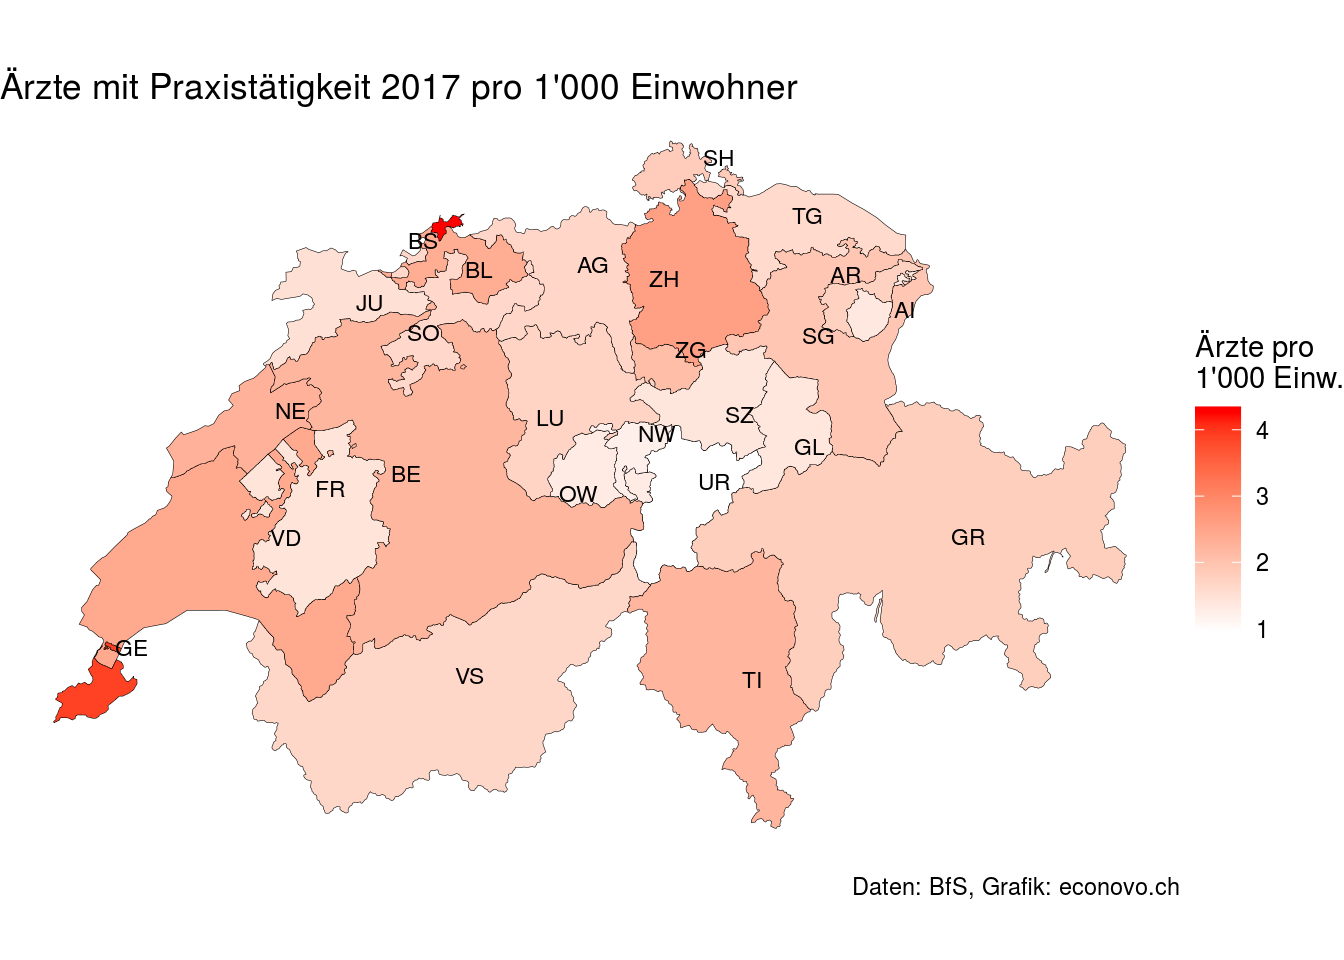 Ärzte mit Praxistätigkeit 2017 pro 1'000 Einwohner
SH
TG
BS
BL
AG
ZH
AR
JU
AI
SO
SG
ZG
NE
LU
SZ
NW
GL
BE
FR
OW
UR
VD
GR
GE
VS
TI
Ärzte pro
1'000 Einw.
4
3
2
1
Daten: BfS, Grafik: econovo.ch